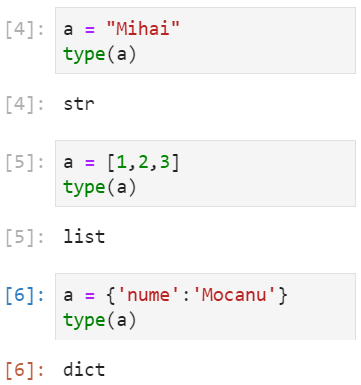 [4]: a = "Mihai"
type(a)
[4]: str
[5]: a = [1,2,3]
type(a)
[5]: list
[6]: a = {'nume':'Mocanu'}
type(a)
[6]: dict